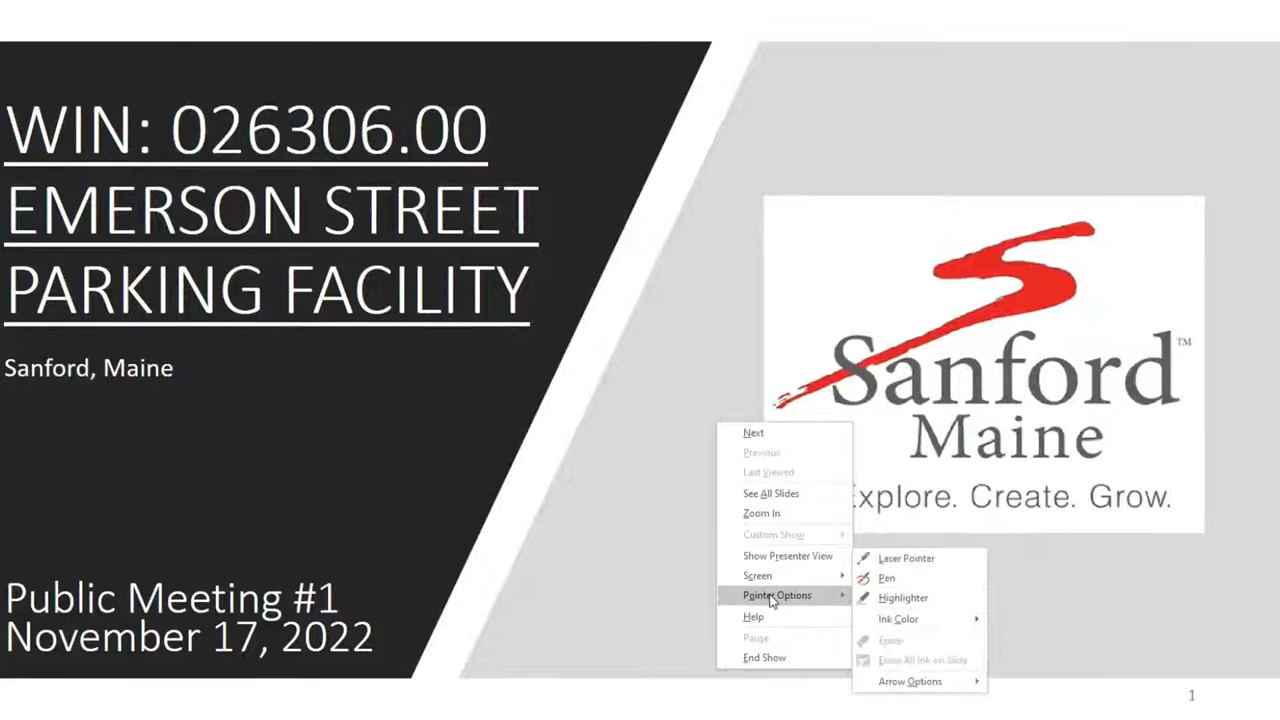 WIN: 026306.00
EMERSON STREET
PARKING FACILITY
Sanford, Maine
Public Meeting #1
November 17, 2022
Sanford™
Maine
Explore. Create. Grow.
Next
Previous
Last Viewed
See All Slides
Zoom In
Custom Show
Show Presenter View
Screen
Pointer Options
Help
Pause
End Show
Laser Pointer
Pen
Highlighter
Ink Color
Eraser
Erase All Ink on Slide
Arrow Options
1